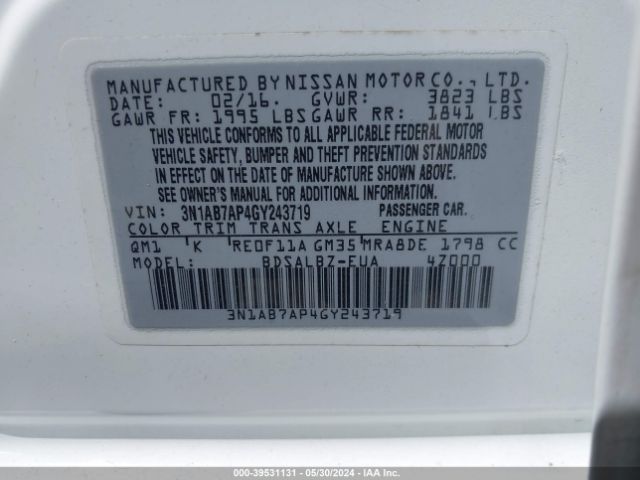 MANUFACTURED BY NISSAN MOTOR CO., LTD.
DATE: 02/16. GVWR: 3823 LBS
GAWR FR: 1995 LBS GAWR RR: 1841 LBS
THIS VEHICLE CONFORMS TO ALL APPLICABLE FEDERAL MOTOR
VEHICLE SAFETY, BUMPER AND THEFT PREVENTION STANDARDS
IN EFFECT ON THE DATE OF MANUFACTURE SHOWN ABOVE.
SEE OWNER'S MANUAL FOR ADDITIONAL INFORMATION.
VIN: 3N1AB7AP4GY243719 PASSENGER CAR.
COLOR TRIM TRANS AXLE ENGINE
QM1 K RE0F11A GM35 MRA8DE 1798 CC
MODEL: BDSALBZ-EUA 4Z000
3N1AB7AP4GY243719
000-39531131 - 05/30/2024 - IAA Inc.